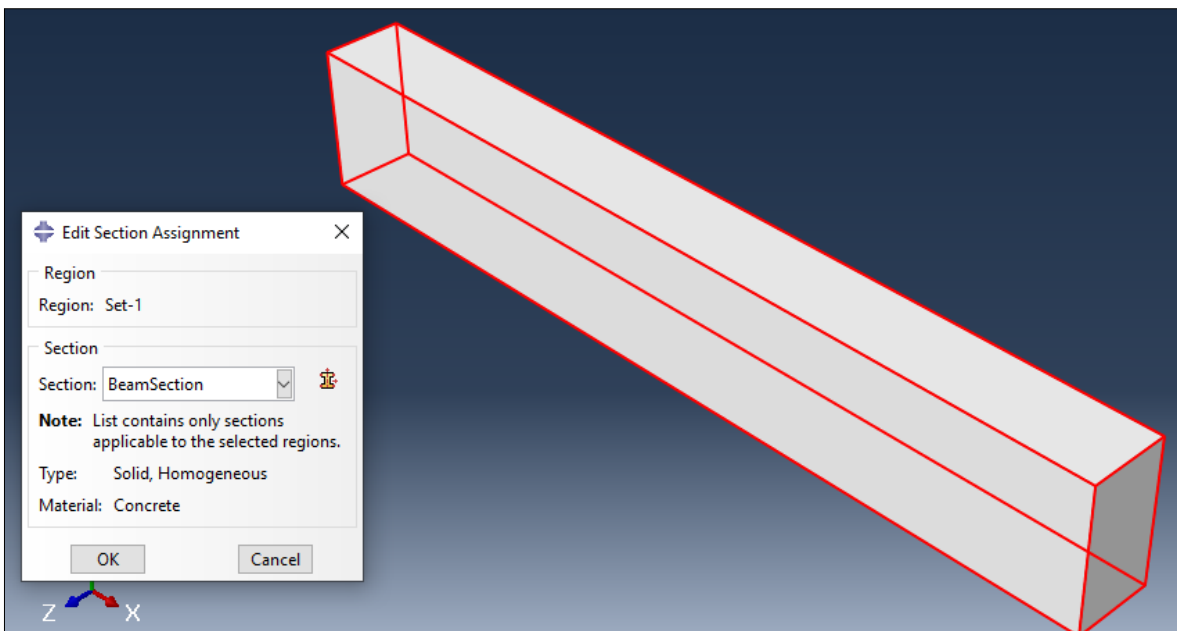 Edit Section Assignment
Region
Region: Set-1
Section
Section: BeamSection
Note: List contains only sections
applicable to the selected regions.
Type: Solid, Homogeneous
Material: Concrete
OK Cancel
Z X